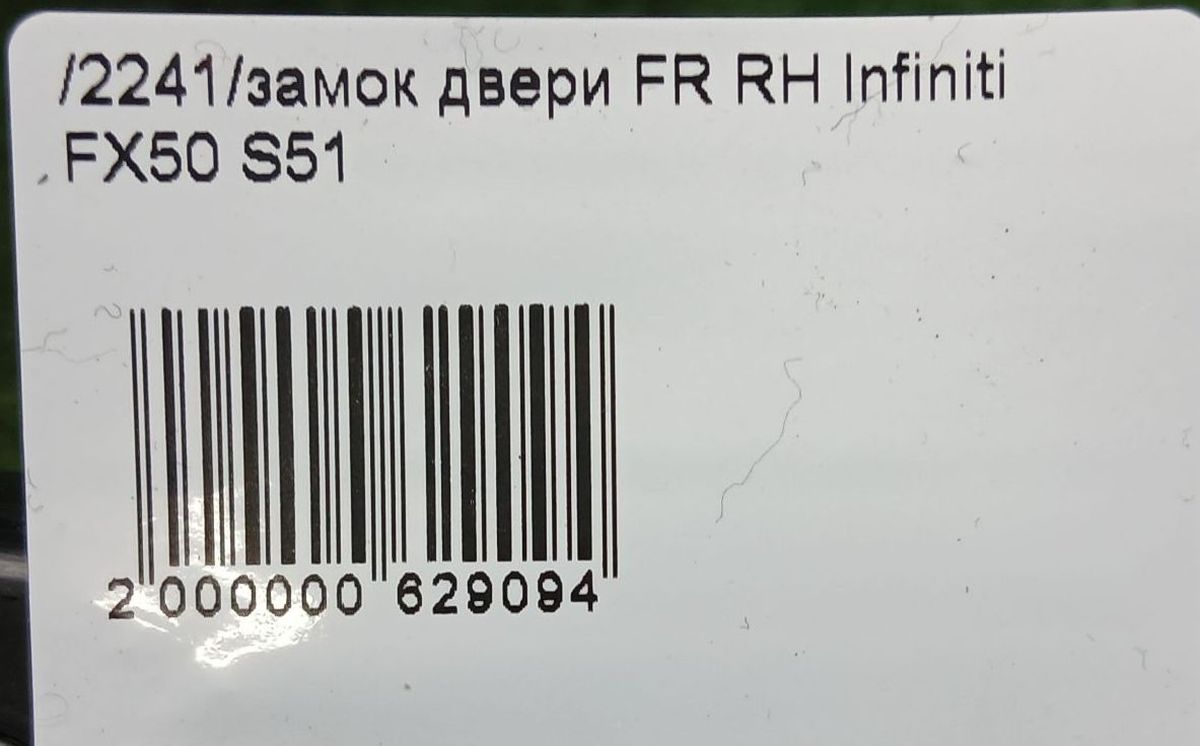 /2241/замок двери FR RH Infiniti
FX50 S51
2 000000 629094